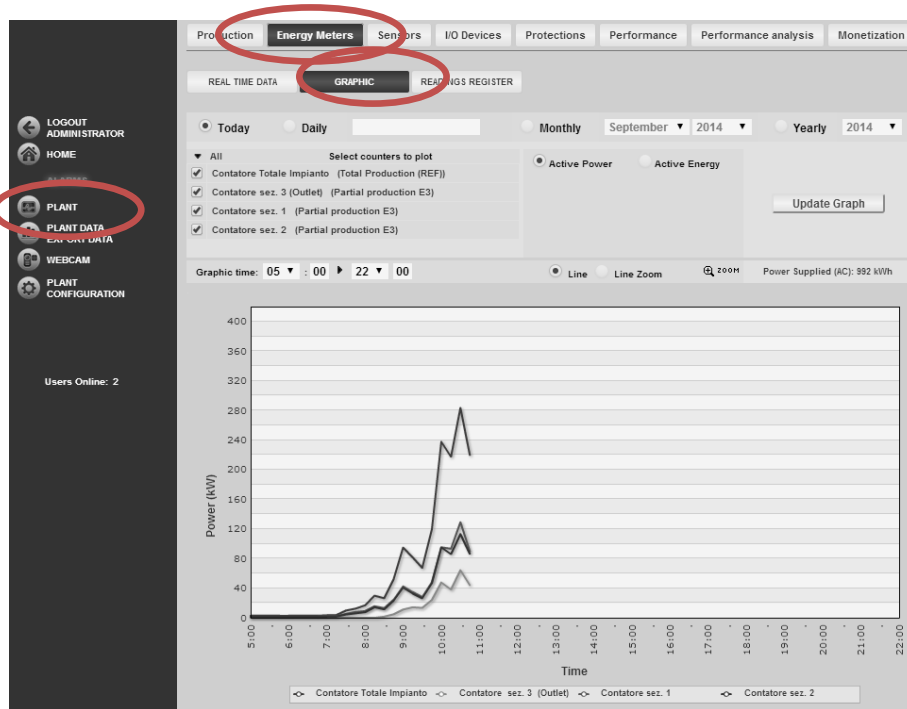 Production Energy Meters Sensors I/O Devices Protections Performance Performance analysis Monetization
REAL TIME DATA GRAPHIC READINGS REGISTER
LOGOUT
ADMINISTRATOR
HOME
ALARMS
PLANT
PLANT DATA
EXPORT DATA
WEBCAM
PLANT
CONFIGURATION
Users Online: 2
Today Daily Monthly September 2014 Yearly 2014
All Select counters to plot
Contatore Totale Impianto (Total Production (REF))
Contatore sez. 3 (Outlet) (Partial production E3)
Contatore sez. 1 (Partial production E3)
Contatore sez. 2 (Partial production E3)
Active Power Active Energy
Update Graph
Graphic time: 05 : 00 22 00 Line Line Zoom ZOOM Power Supplied (AC): 992 kWh
Power (kW)
400
360
320
280
240
200
160
120
80
40
0
5:00 6:00 7:00 8:00 9:00 10:00 11:00 12:00 13:00 14:00 15:00 16:00 17:00 18:00 19:00 20:00 21:00 22:00
Time
Contatore Totale Impianto Contatore sez. 3 (Outlet) Contatore sez. 1 Contatore sez. 2